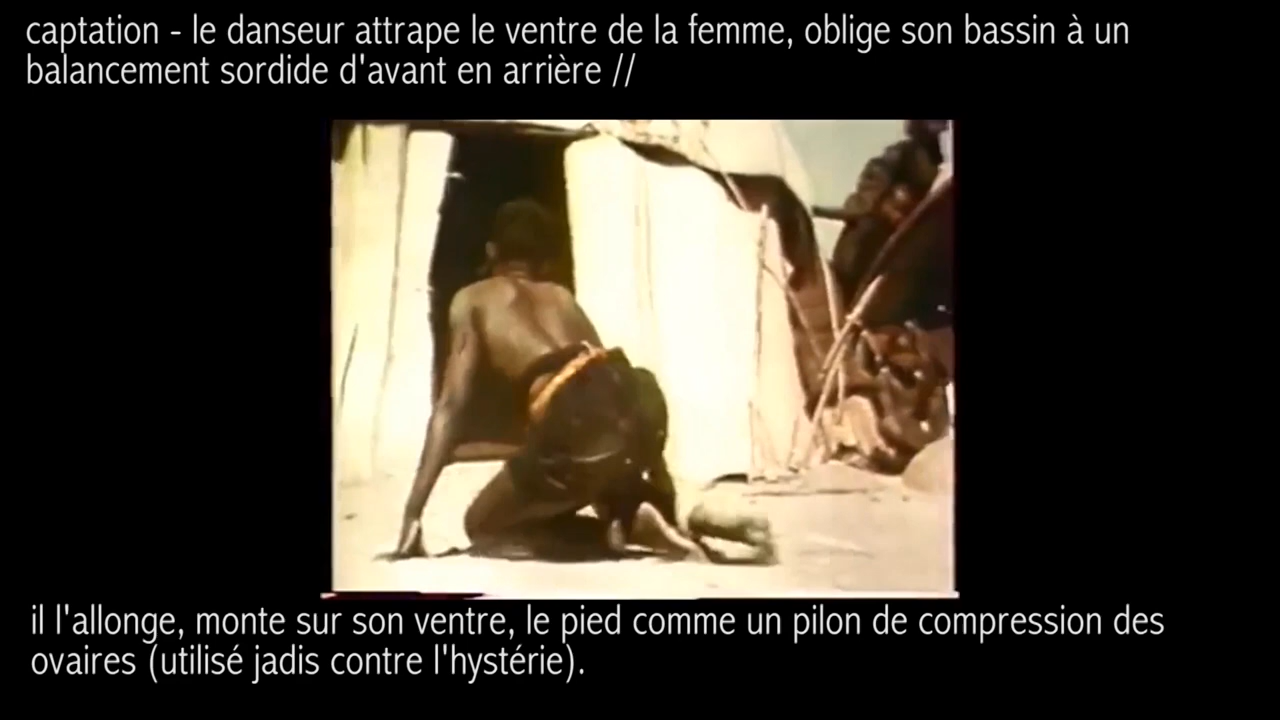 captation - le danseur attrape le ventre de la femme, oblige son bassin à un
balancement sordide d'avant en arrière //
il l'allonge, monte sur son ventre, le pied comme un pilon de compression des
ovaires (utilisé jadis contre l'hystérie).